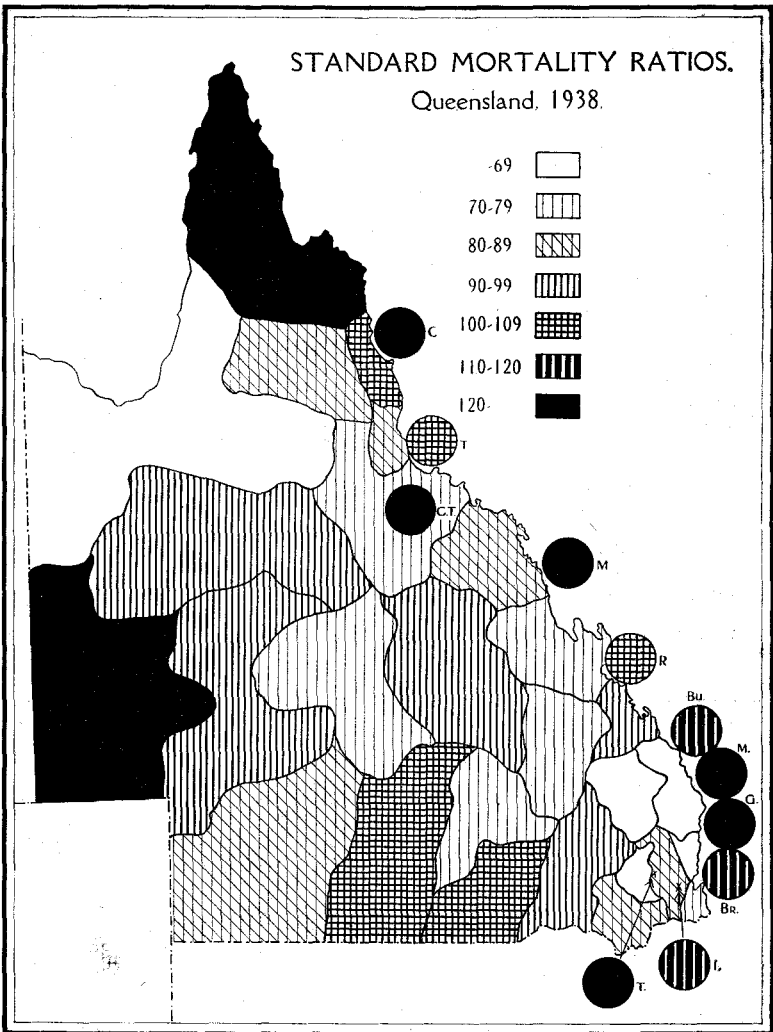 STANDARD MORTALITY RATIOS.
Queensland, 1938.
-69
70-79
80-89
90-99
100-109
110-120
120-
C
T
C.T.
M
R
Bu.
M.
G.
BR.
I.
T.